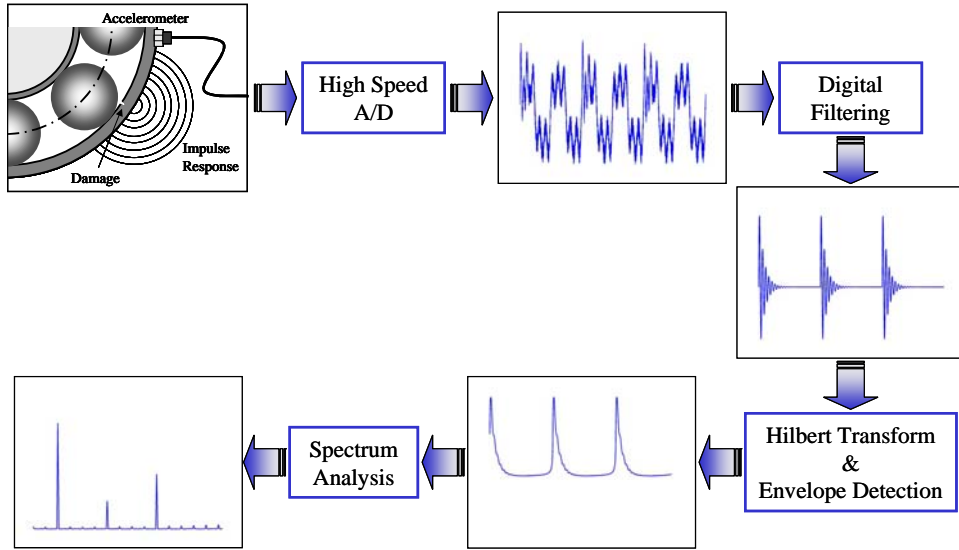 Accelerometer
Impulse
Response
Damage
High Speed
A/D
Digital
Filtering
Hilbert Transform
&
Envelope Detection
Spectrum
Analysis